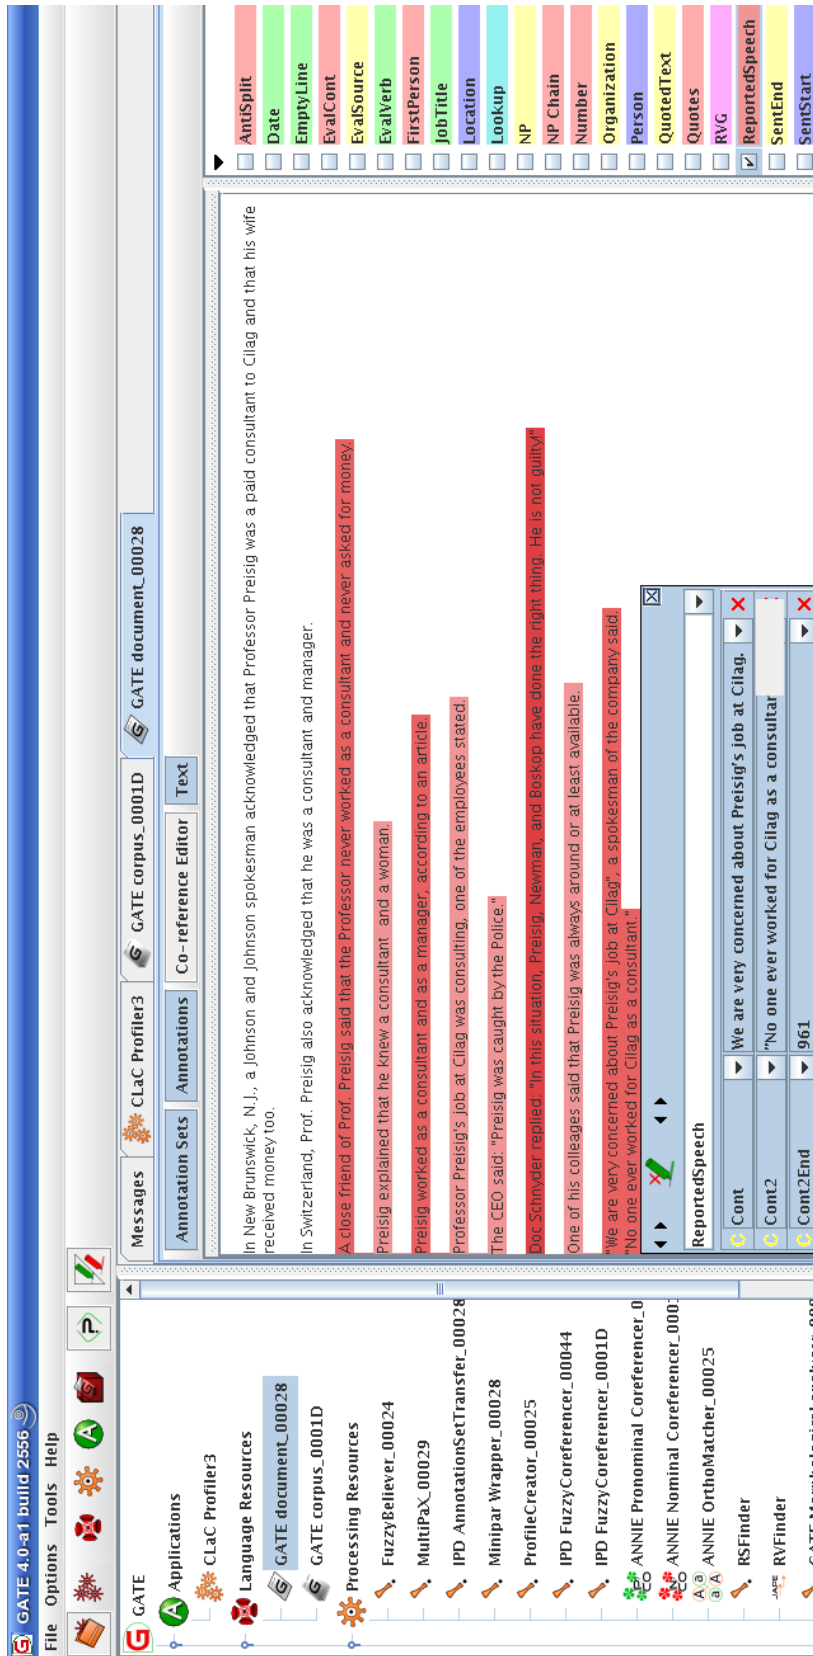 GATE 4.0-a1 build 2556
File Options Tools Help
Messages
CLaC Profiler3
GATE corpus_0001D
GATE document_00028
Annotation Sets
Annotations
Co-reference Editor
Text
GATE
Applications
CLaC Profiler3
Language Resources
GATE document_00028
GATE corpus_0001D
Processing Resources
FuzzyBeliever_00024
MultiPaX_00029
IPD AnnotationSetTransfer_00028
Minipar Wrapper_00028
ProfileCreator_00025
IPD FuzzyCoreferencer_00044
IPD FuzzyCoreferencer_0001D
ANNIE Pronominal Coreferencer_0
ANNIE Nominal Coreferencer_000
ANNIE OrthoMatcher_00025
RSFinder
RVFinder
In New Brunswick, N.J., a Johnson and Johnson spokesman acknowledged that Professor Preisig was a paid consultant to Cilag and that his wife
received money too.
In Switzerland, Prof. Preisig also acknowledged that he was a consultant and manager.
A close friend of Prof. Preisig said that the Professor never worked as a consultant and never asked for money.
Preisig explained that he knew a consultant and a woman.
Preisig worked as a consultant and as a manager, according to an article.
Professor Preisig's job at Cilag was consulting, one of the employees stated.
The CEO said: "Preisig was caught by the Police."
Doc Schnyder replied: "In this situation, Preisig, Newman, and Boskop have done the right thing. He is not guilty!"
One of his colleages said that Preisig was always around or at least available.
"We are very concerned about Preisig's job at Cilag", a spokesman of the company said.
"No one ever worked for Cilag as a consultant."
ReportedSpeech
C Cont We are very concerned about Preisig's job at Cilag.
C Cont2 "No one ever worked for Cilag as a consultar
C Cont2End 961
AntiSplit
Date
EmptyLine
EvalCont
EvalSource
EvalVerb
FirstPerson
JobTitle
Location
Lookup
NP
NP Chain
Number
Organization
Person
QuotedText
Quotes
RVG
ReportedSpeech
SentEnd
SentStart